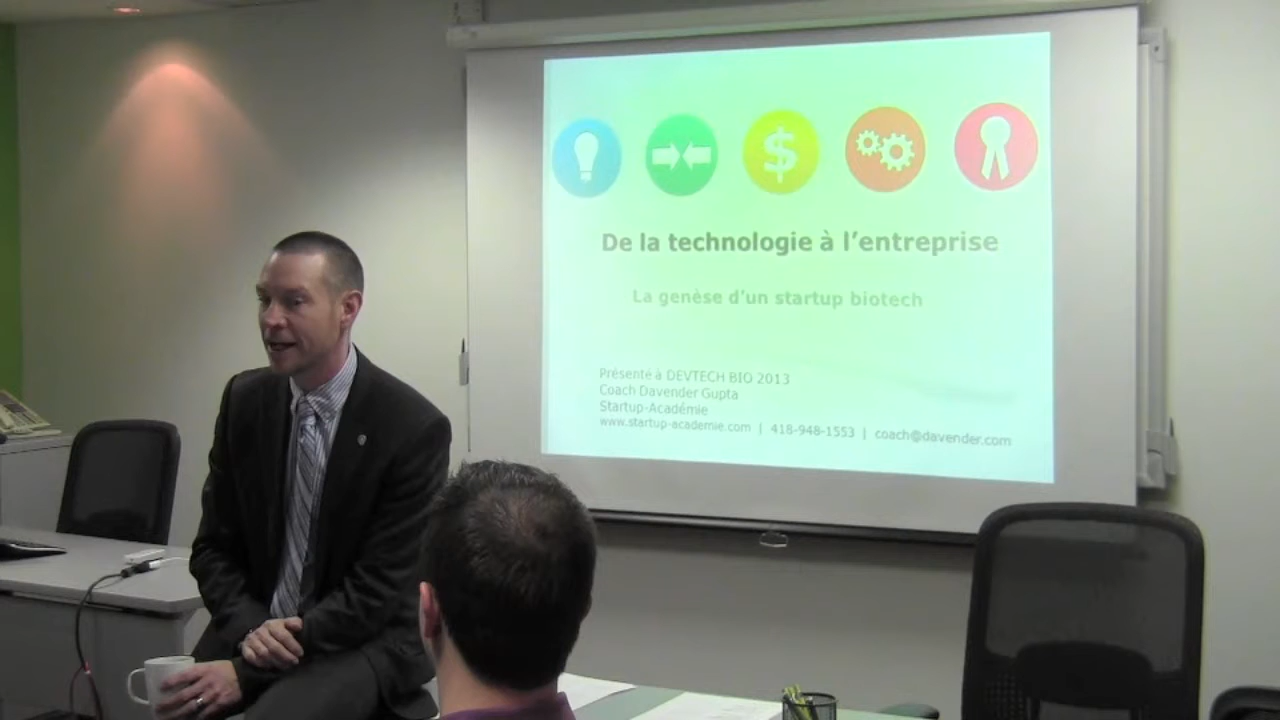 De la technologie à l'entreprise
La genèse d'un startup biotech
Présenté à DEVTECH BIO 2013
Coach Davender Gupta
Startup-Académie
www.startup-academie.com | 418-948-1553 | coach@davender.com